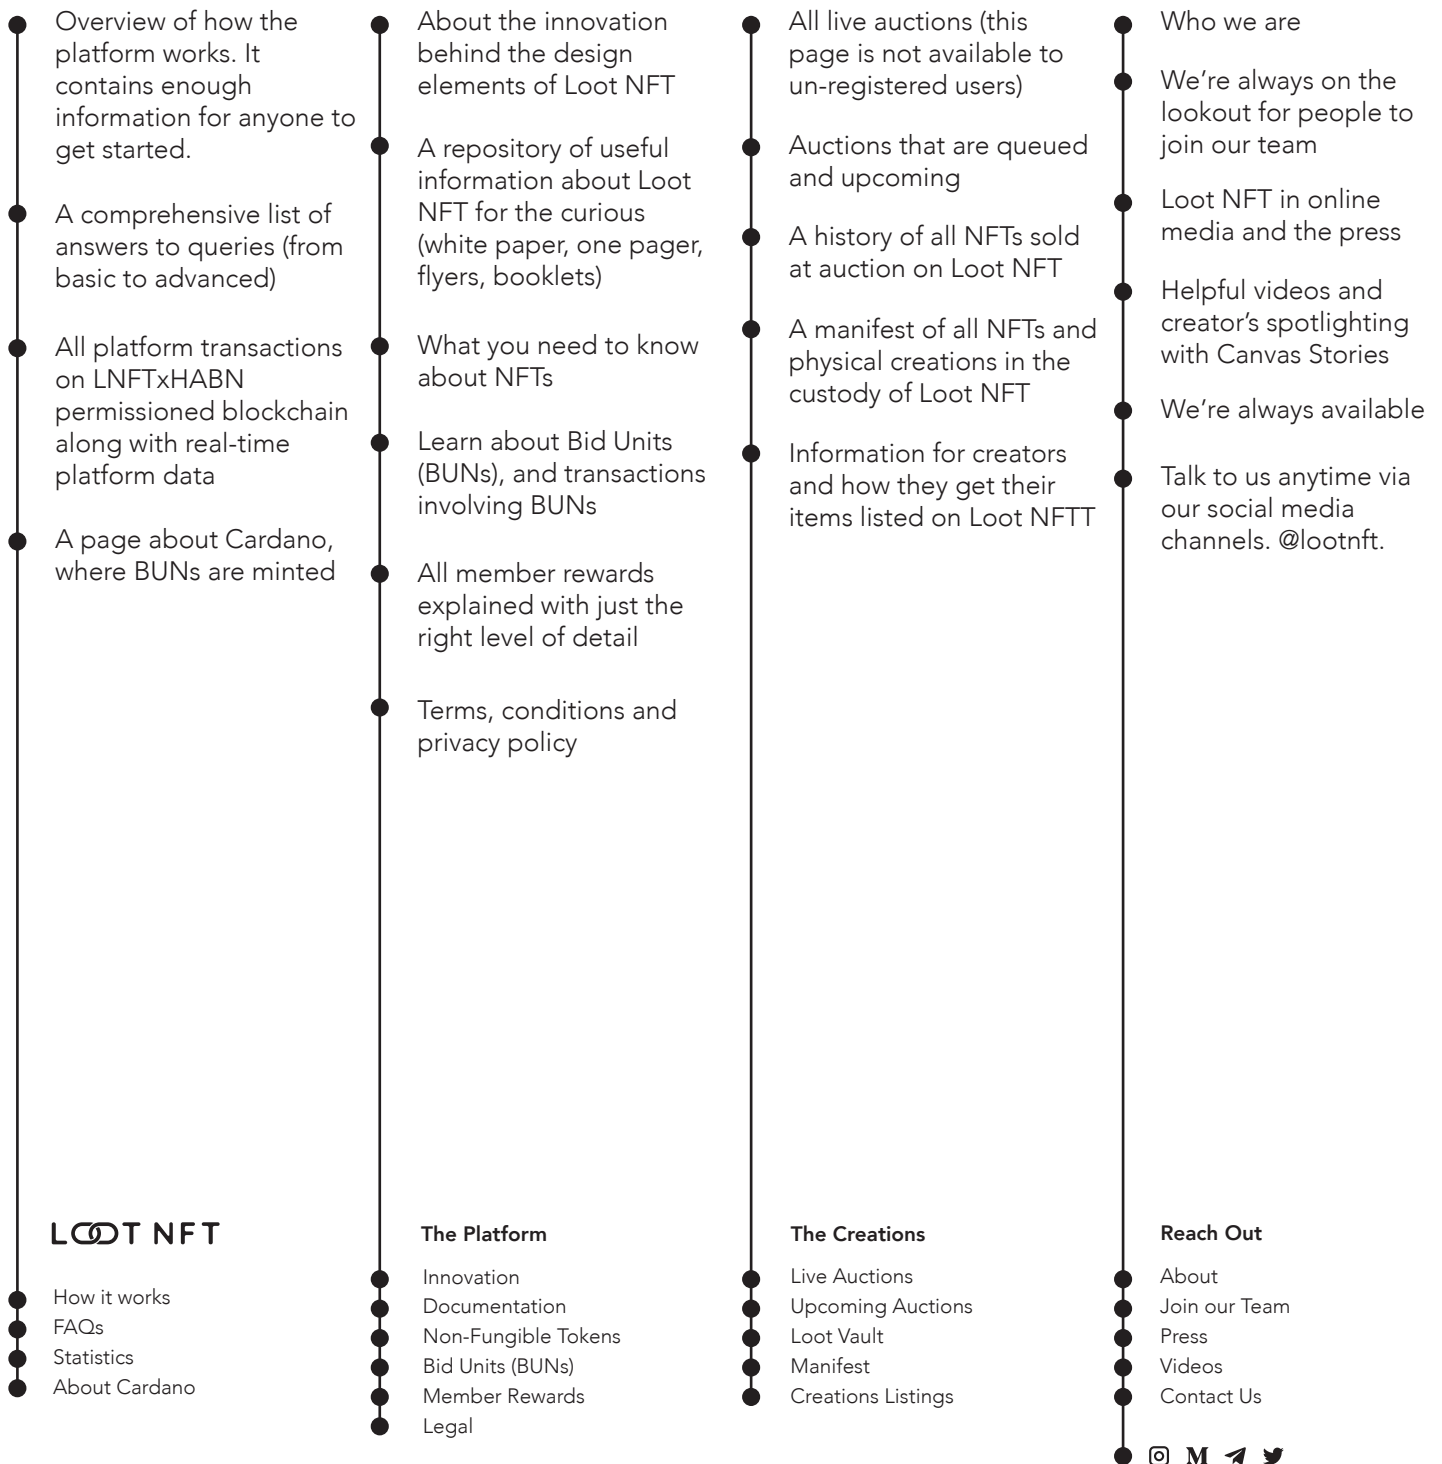 Overview of how the
platform works. It
contains enough
information for anyone to
get started.
A comprehensive list of
answers to queries (from
basic to advanced)
All platform transactions
on LNFTxHABN
permissioned blockchain
along with real-time
platform data
A page about Cardano,
where BUNs are minted
About the innovation
behind the design
elements of Loot NFT
A repository of useful
information about Loot
NFT for the curious
(white paper, one pager,
flyers, booklets)
What you need to know
about NFTs
Learn about Bid Units
(BUNs), and transactions
involving BUNs
All member rewards
explained with just the
right level of detail
Terms, conditions and
privacy policy
All live auctions (this
page is not available to
un-registered users)
Auctions that are queued
and upcoming
A history of all NFTs sold
at auction on Loot NFT
A manifest of all NFTs and
physical creations in the
custody of Loot NFT
Information for creators
and how they get their
items listed on Loot NFTT
Who we are
We’re always on the
lookout for people to
join our team
Loot NFT in online
media and the press
Helpful videos and
creator’s spotlighting
with Canvas Stories
We’re always available
Talk to us anytime via
our social media
channels. @lootnft.
LOOT NFT
How it works
FAQs
Statistics
About Cardano
The Platform
Innovation
Documentation
Non-Fungible Tokens
Bid Units (BUNs)
Member Rewards
Legal
The Creations
Live Auctions
Upcoming Auctions
Loot Vault
Manifest
Creations Listings
Reach Out
About
Join our Team
Press
Videos
Contact Us
M